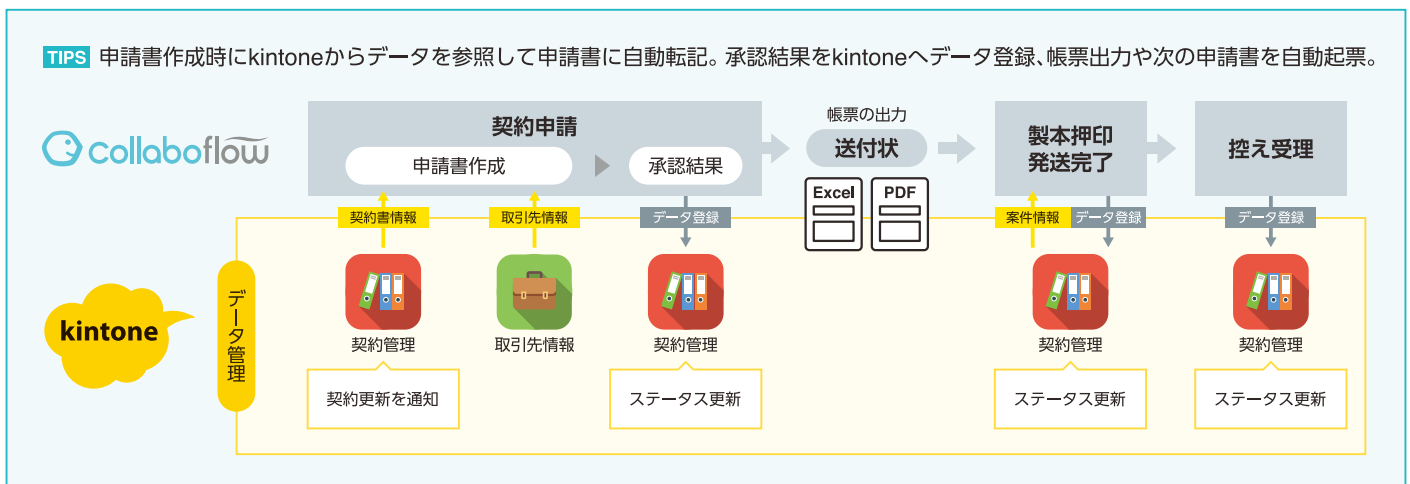 TIPS 申請書作成時にkintoneからデータを参照して申請書に自動転記。承認結果をkintoneへデータ登録、帳票出力や次の申請書を自動起票。
collaboflow
契約申請
申請書作成
承認結果
帳票の出力
送付状
Excel
PDF
製本押印
発送完了
控え受理
契約書情報
取引先情報
データ登録
案件情報
データ登録
データ登録
kintone
データ管理
契約管理
取引先情報
契約管理
契約管理
契約管理
契約更新を通知
ステータス更新
ステータス更新
ステータス更新